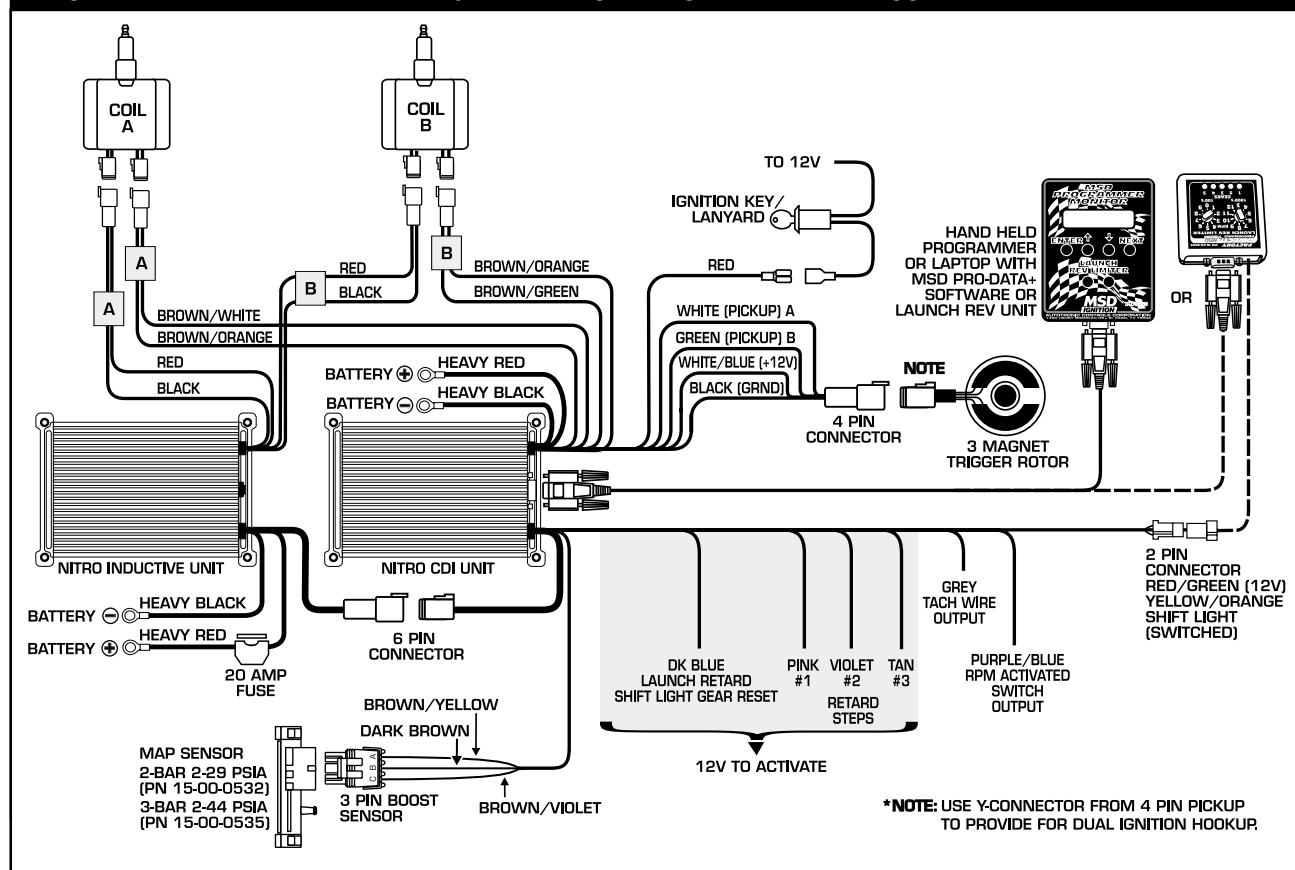 COIL
A
COIL
B
A
A
B
B
RED
BLACK
BROWN/ORANGE
BROWN/GREEN
BROWN/WHITE
BROWN/ORANGE
RED
BLACK
BATTERY + HEAVY RED
BATTERY - HEAVY BLACK
TO 12V
IGNITION KEY/
LANYARD
RED
WHITE (PICKUP) A
GREEN (PICKUP) B
WHITE/BLUE (+12V)
BLACK (GRND)
4 PIN
CONNECTOR
NOTE
3 MAGNET
TRIGGER ROTOR
HAND HELD
PROGRAMMER
OR LAPTOP WITH
MSD PRO-DATA+
SOFTWARE OR
LAUNCH REV UNIT
MSD
PROGRAMMER
MONITOR
ENTER
NEXT
LAUNCH
REV LIMITER
MSD
IGNITION
AUTOTRONIC CONTROLS CORPORATION
OR
FACTORY
LAUNCH REV LIMITER
NITRO INDUCTIVE UNIT
NITRO CDI UNIT
BATTERY - HEAVY BLACK
BATTERY + HEAVY RED
20 AMP
FUSE
6 PIN
CONNECTOR
DK BLUE
LAUNCH RETARD
SHIFT LIGHT GEAR RESET
PINK
#1
VIOLET
#2
TAN
#3
RETARD
STEPS
12V TO ACTIVATE
GREY
TACH WIRE
OUTPUT
PURPLE/BLUE
RPM ACTIVATED
SWITCH
OUTPUT
2 PIN
CONNECTOR
RED/GREEN (12V)
YELLOW/ORANGE
SHIFT LIGHT
(SWITCHED)
MAP SENSOR
2-BAR 2-29 PSIA
(PN 15-00-0532)
3-BAR 2-44 PSIA
(PN 15-00-0535)
BROWN/YELLOW
DARK BROWN
BROWN/VIOLET
A
B
C
3 PIN BOOST
SENSOR
*NOTE: USE Y-CONNECTOR FROM 4 PIN PICKUP
TO PROVIDE FOR DUAL IGNITION HOOKUP.